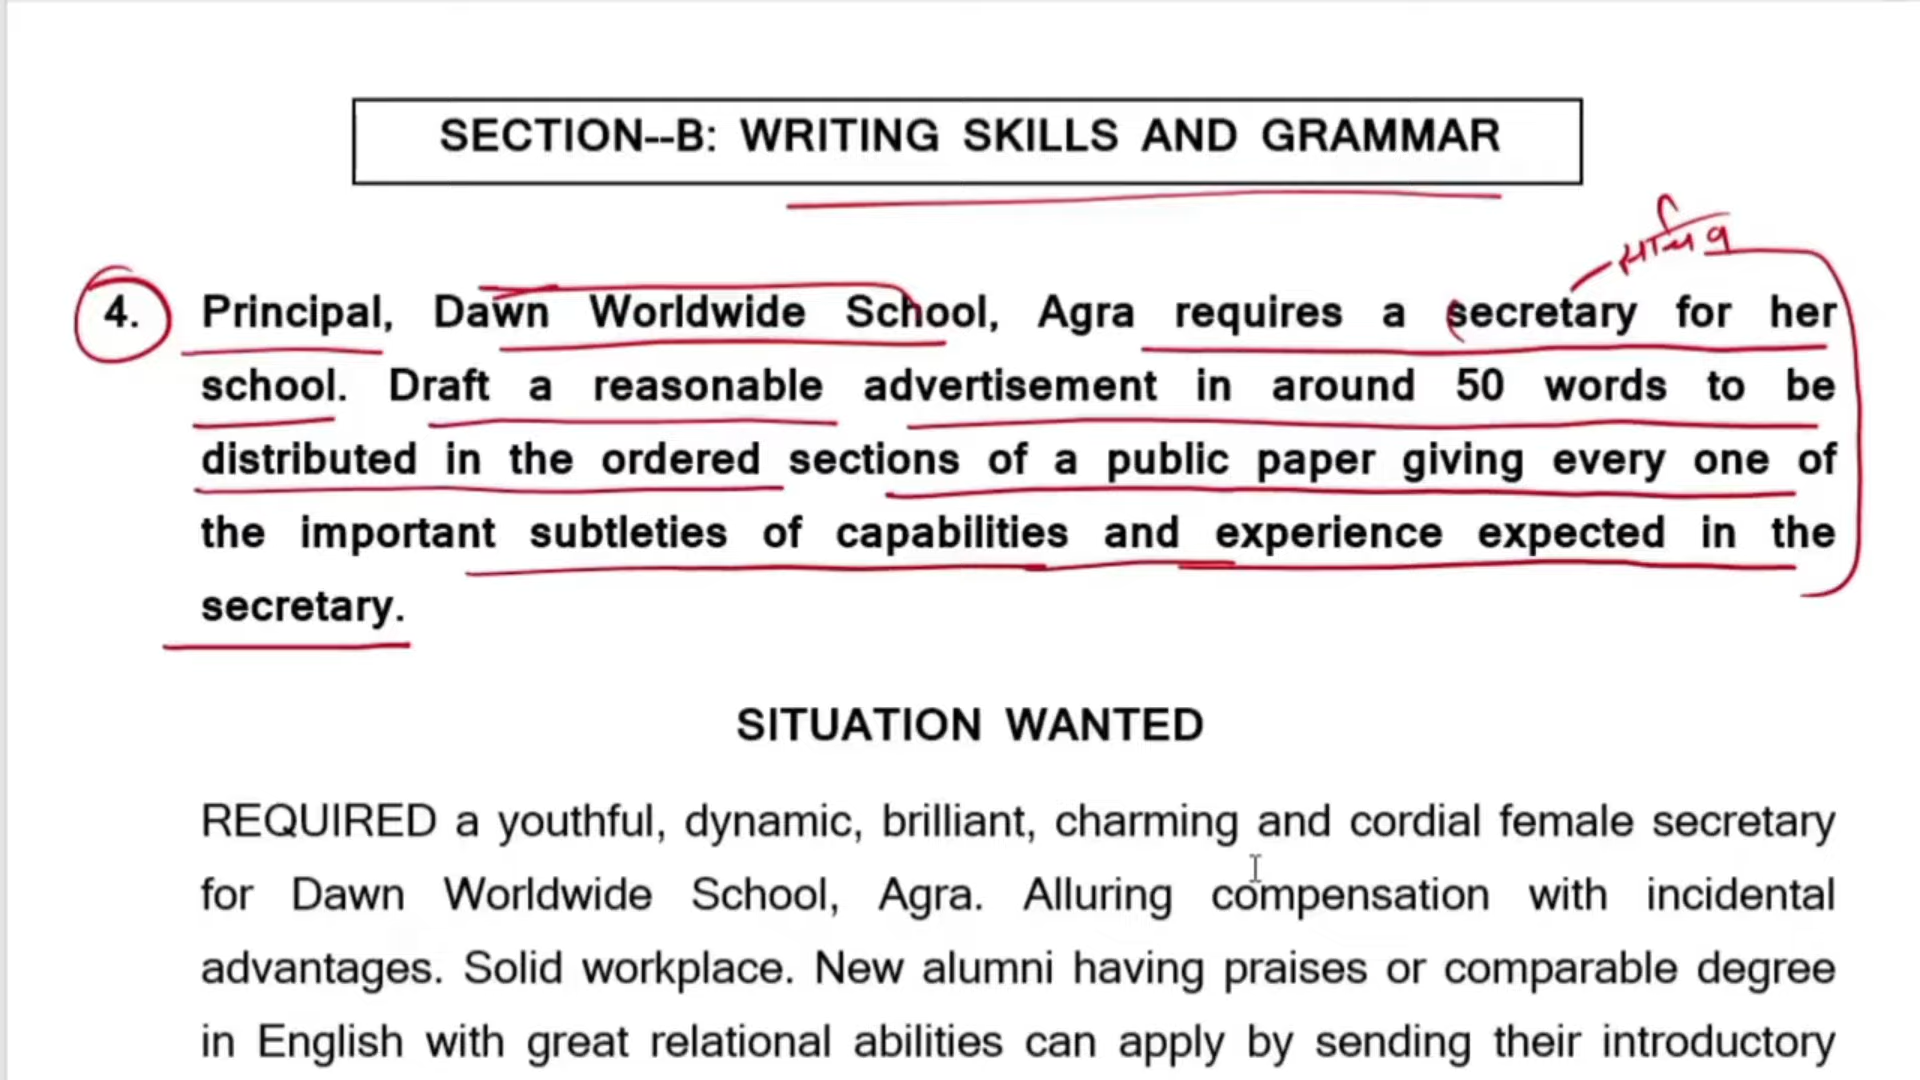 SECTION--B: WRITING SKILLS AND GRAMMAR
4. Principal, Dawn Worldwide School, Agra requires a secretary for her
school. Draft a reasonable advertisement in around 50 words to be
distributed in the ordered sections of a public paper giving every one of
the important subtleties of capabilities and experience expected in the
secretary.
SITUATION WANTED
REQUIRED a youthful, dynamic, brilliant, charming and cordial female secretary
for Dawn Worldwide School, Agra. Alluring compensation with incidental
advantages. Solid workplace. New alumni having praises or comparable degree
in English with great relational abilities can apply by sending their introductory